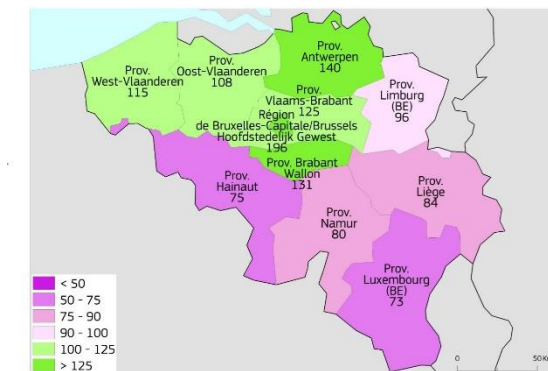 Prov.
West-Vlaanderen
115
Prov.
Oost-Vlaanderen
108
Prov.
Antwerpen
140
Prov.
Vlaams-Brabant
125
Région
de Bruxelles-Capitale/Brussels
Hoofdstedelijk Gewest
196
Prov.
Limburg
(BE)
96
Prov. Brabant
Wallon
131
Prov.
Hainaut
75
Prov.
Liège
84
Prov.
Namur
80
Prov.
Luxembourg
(BE)
73
< 50
50 - 75
75 - 90
90 - 100
100 - 125
> 125
0 50